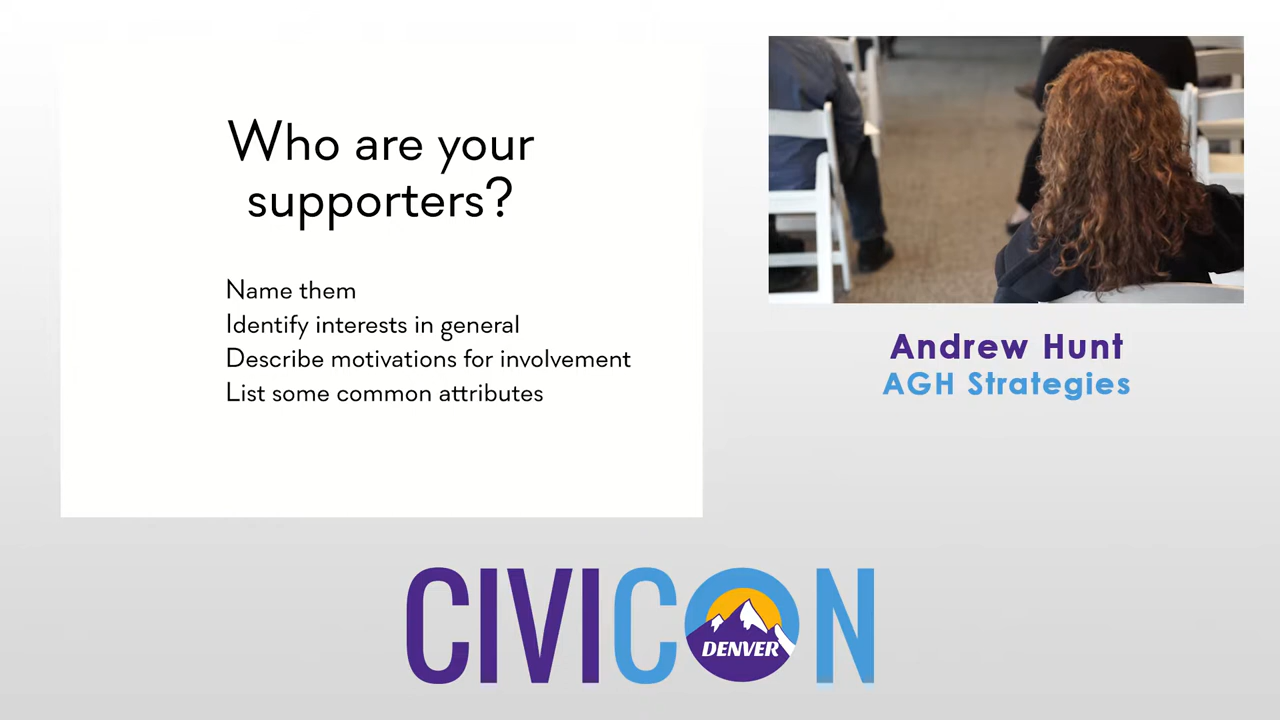 Who are your
supporters?
Name them
Identify interests in general
Describe motivations for involvement
List some common attributes
Andrew Hunt
AGH Strategies
CIVICON
DENVER